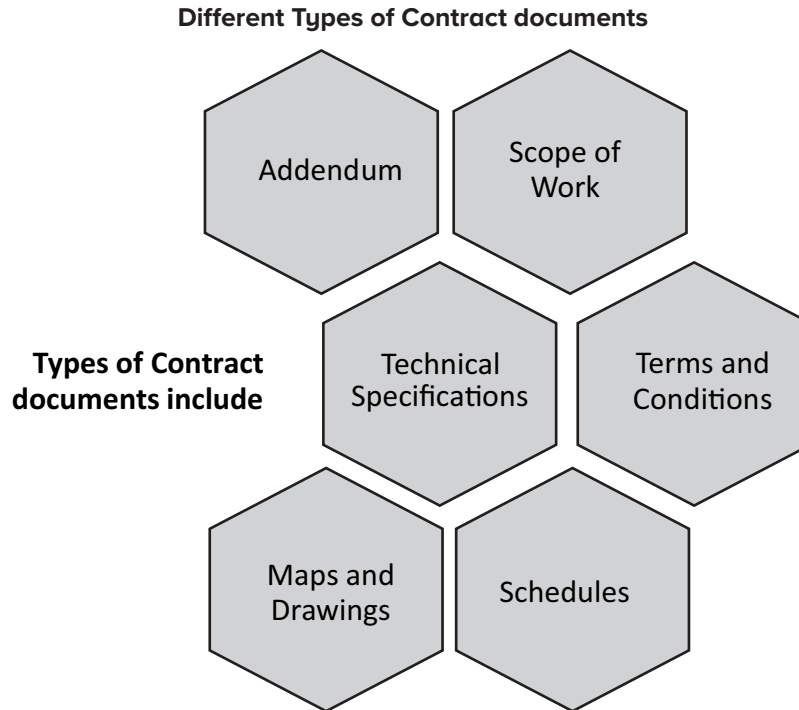 Different Types of Contract documents
Addendum
Scope of
Work
Types of Contract
documents include
Technical
Specifications
Terms and
Conditions
Maps and
Drawings
Schedules